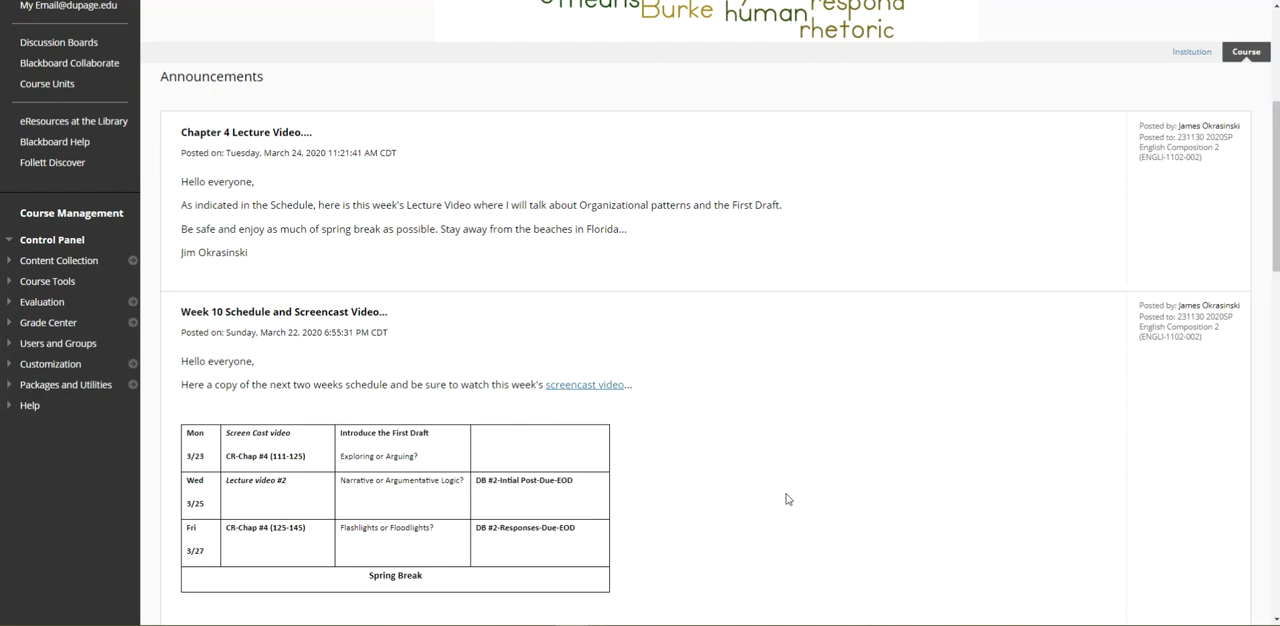 My Email@dupage.edu
means Burke human respond
rhetoric
Discussion Boards
Blackboard Collaborate
Course Units
eResources at the Library
Blackboard Help
Follett Discover
Course Management
Control Panel
Content Collection
Course Tools
Evaluation
Grade Center
Users and Groups
Customization
Packages and Utilities
Help
Institution
Course
Announcements
Chapter 4 Lecture Video....
Posted on: Tuesday, March 24, 2020 11:21:41 AM CDT
Hello everyone,
As indicated in the Schedule, here is this week's Lecture Video where I will talk about Organizational patterns and the First Draft.
Be safe and enjoy as much of spring break as possible. Stay away from the beaches in Florida...
Jim Okrasinski
Posted by: James Okrasinski
Posted to: 231130 2020SP
English Composition 2
(ENGLI-1102-002)
Week 10 Schedule and Screencast Video...
Posted on: Sunday, March 22, 2020 6:55:31 PM CDT
Hello everyone,
Here a copy of the next two weeks schedule and be sure to watch this week's screencast video...
Posted by: James Okrasinski
Posted to: 231130 2020SP
English Composition 2
(ENGLI-1102-002)
Mon Screen Cast video Introduce the First Draft
3/23 CR-Chap #4 (111-125) Exploring or Arguing?
Wed Lecture video #2 Narrative or Argumentative Logic? DB #2-Intial Post-Due-EOD
3/25
Fri CR-Chap #4 (125-145) Flashlights or Floodlights? DB #2-Responses-Due-EOD
3/27
Spring Break